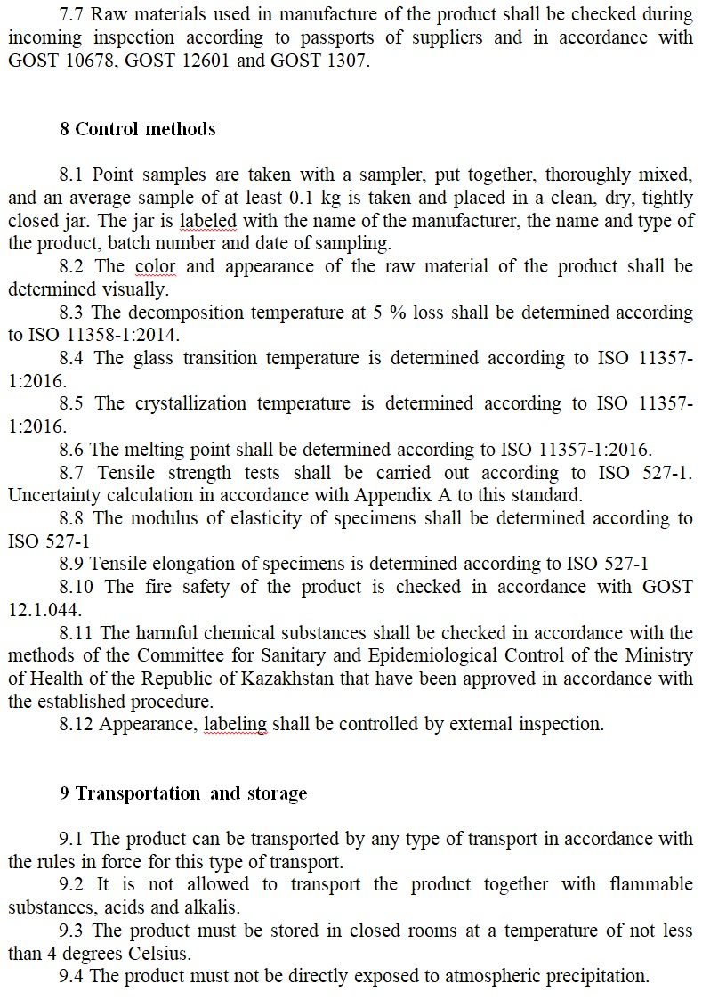 7.7 Raw materials used in manufacture of the product shall be checked during
incoming inspection according to passports of suppliers and in accordance with
GOST 10678, GOST 12601 and GOST 1307.
8 Control methods
8.1 Point samples are taken with a sampler, put together, thoroughly mixed,
and an average sample of at least 0.1 kg is taken and placed in a clean, dry, tightly
closed jar. The jar is labeled with the name of the manufacturer, the name and type of
the product, batch number and date of sampling.
8.2 The color and appearance of the raw material of the product shall be
determined visually.
8.3 The decomposition temperature at 5 % loss shall be determined according
to ISO 11358-1:2014.
8.4 The glass transition temperature is determined according to ISO 11357-
1:2016.
8.5 The crystallization temperature is determined according to ISO 11357-
1:2016.
8.6 The melting point shall be determined according to ISO 11357-1:2016.
8.7 Tensile strength tests shall be carried out according to ISO 527-1.
Uncertainty calculation in accordance with Appendix A to this standard.
8.8 The modulus of elasticity of specimens shall be determined according to
ISO 527-1
8.9 Tensile elongation of specimens is determined according to ISO 527-1
8.10 The fire safety of the product is checked in accordance with GOST
12.1.044.
8.11 The harmful chemical substances shall be checked in accordance with the
methods of the Committee for Sanitary and Epidemiological Control of the Ministry
of Health of the Republic of Kazakhstan that have been approved in accordance with
the established procedure.
8.12 Appearance, labeling shall be controlled by external inspection.
9 Transportation and storage
9.1 The product can be transported by any type of transport in accordance with
the rules in force for this type of transport.
9.2 It is not allowed to transport the product together with flammable
substances, acids and alkalis.
9.3 The product must be stored in closed rooms at a temperature of not less
than 4 degrees Celsius.
9.4 The product must not be directly exposed to atmospheric precipitation.